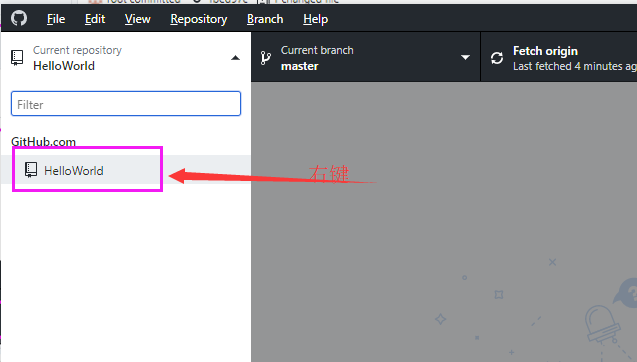 File Edit View Repository Branch Help
Current repository
HelloWorld
Current branch
master
Fetch origin
Last fetched 4 minutes ag
Filter
GitHub.com
HelloWorld
右键